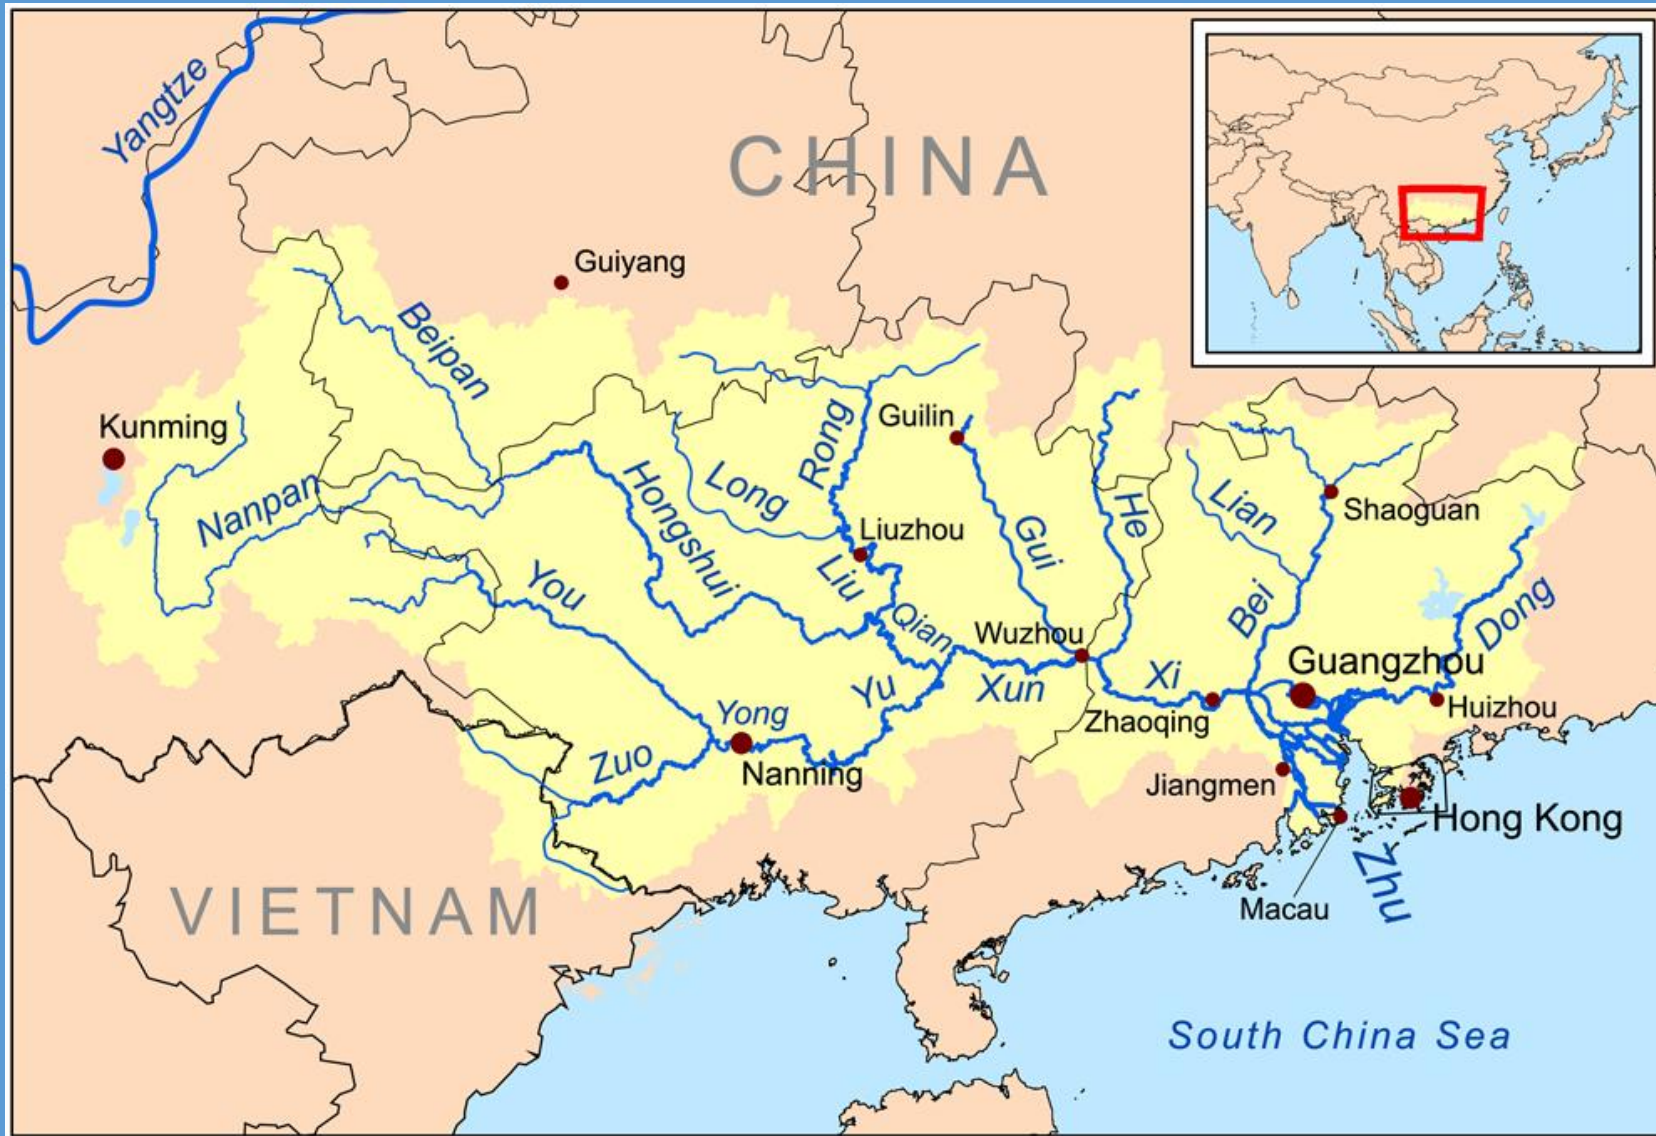 Yangtze
CHINA
Guiyang
Beipan
Kunming
Nanpan
Hongshui
Long
Rong
Guilin
Liuzhou
Liu
Gui
He
Lian
Shaoguan
Bei
Dong
You
Qian
Wuzhou
Xi
Guangzhou
Yu
Xun
Zhaoqing
Huizhou
Yong
Zuo
Nanning
Jiangmen
Hong Kong
Zhu
Macau
VIETNAM
South China Sea